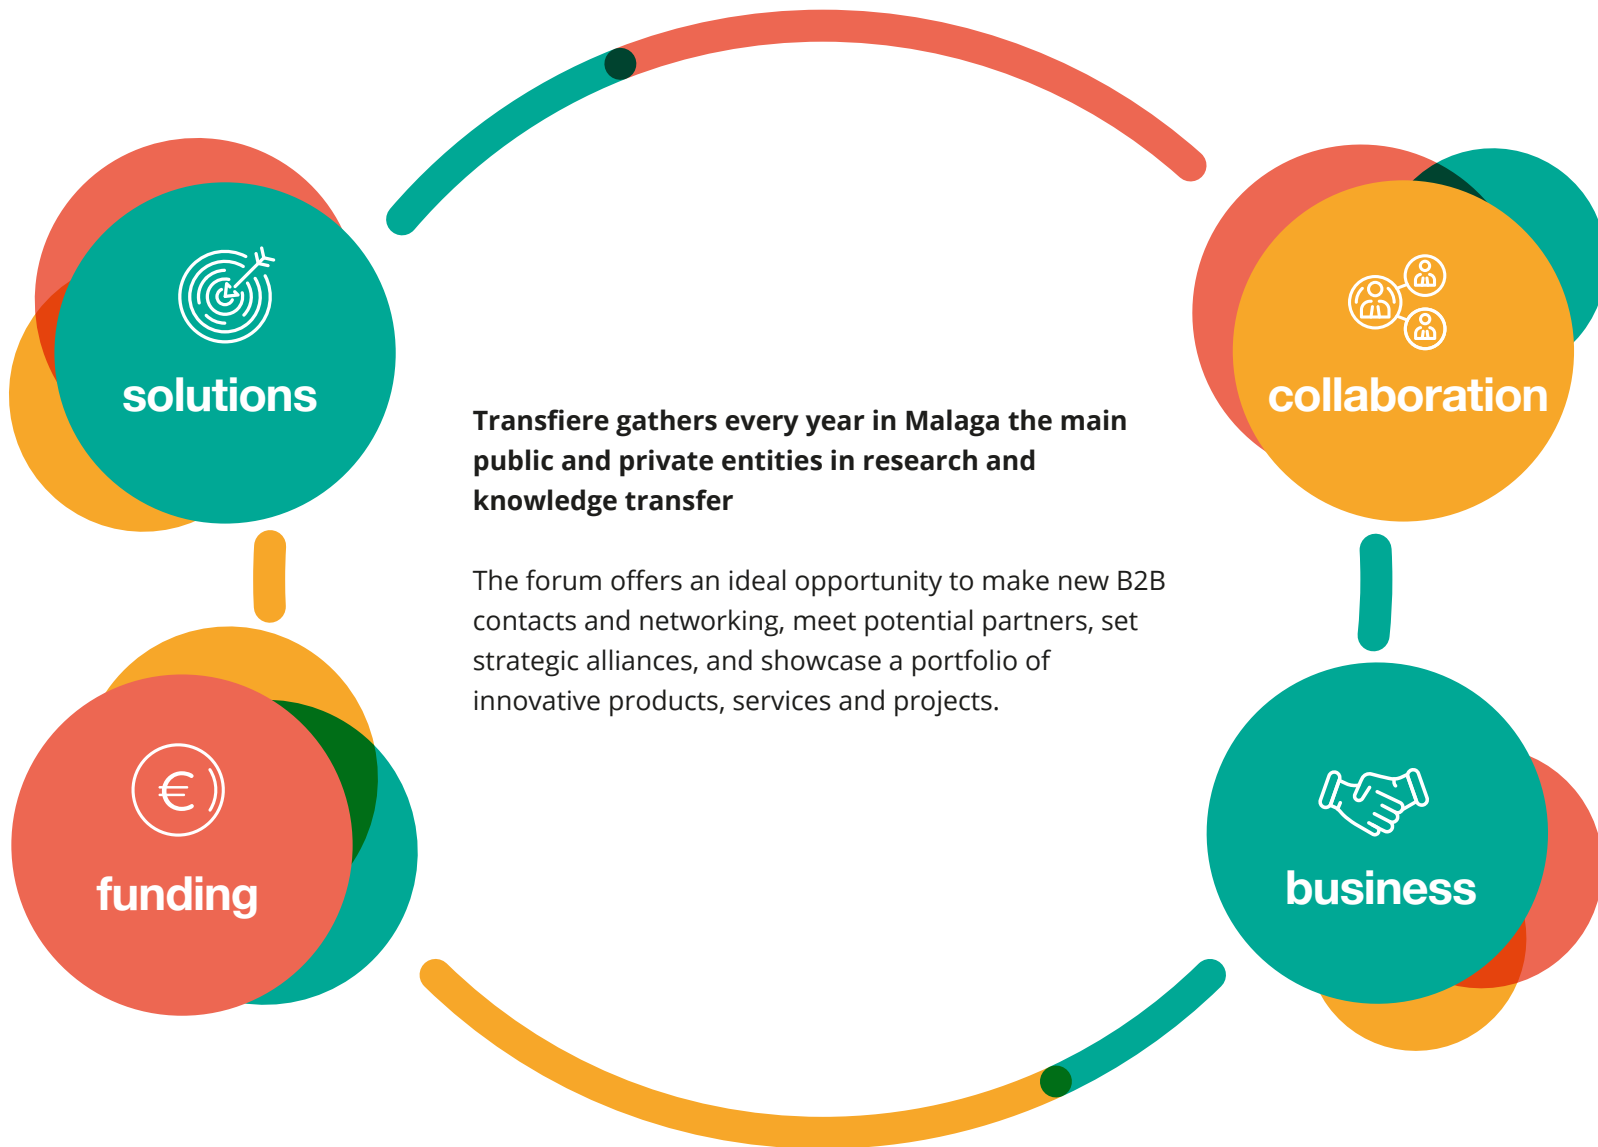 solutions
collaboration
Transfiere gathers every year in Malaga the main
public and private entities in research and
knowledge transfer
The forum offers an ideal opportunity to make new B2B
contacts and networking, meet potential partners, set
strategic alliances, and showcase a portfolio of
innovative products, services and projects.
€
funding
business